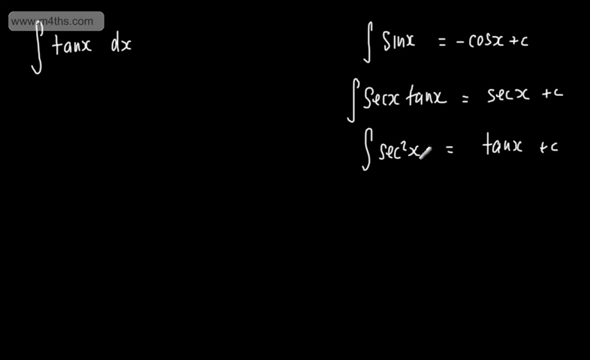 www.m4ths.com
∫ tanx dx
∫ sinx = -cosx + c
∫ secx tanx = secx + c
∫ sec²x = tanx + c